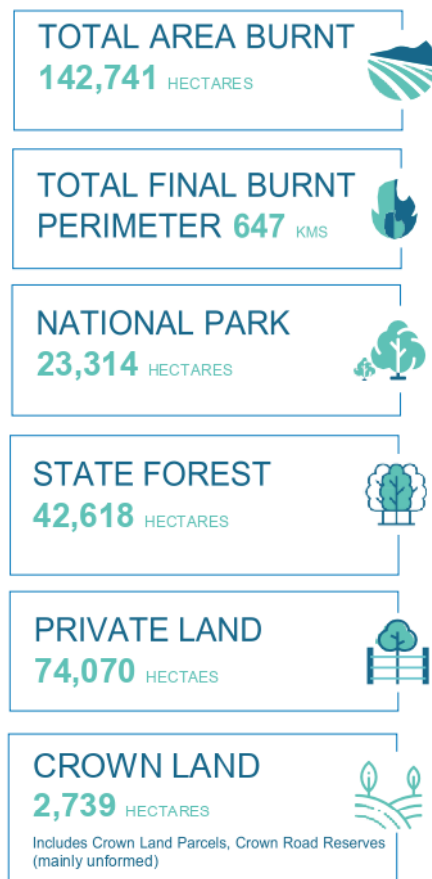 TOTAL AREA BURNT
142,741 HECTARES
TOTAL FINAL BURNT
PERIMETER 647 KMS
NATIONAL PARK
23,314 HECTARES
STATE FOREST
42,618 HECTARES
PRIVATE LAND
74,070 HECTAES
CROWN LAND
2,739 HECTARES
Includes Crown Land Parcels, Crown Road Reserves
(mainly unformed)